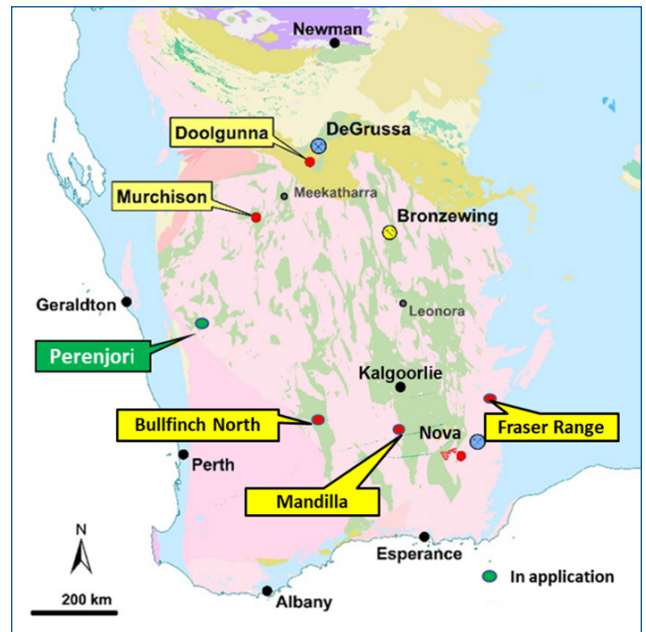 Newman
DeGrussa
Doolgunna
Meekatharra
Murchison
Bronzewing
Geraldton
Leonora
Perenjori
Kalgoorlie
Bullfinch North
Nova
Fraser Range
Perth
Mandilla
N
Esperance
In application
200 km
Albany